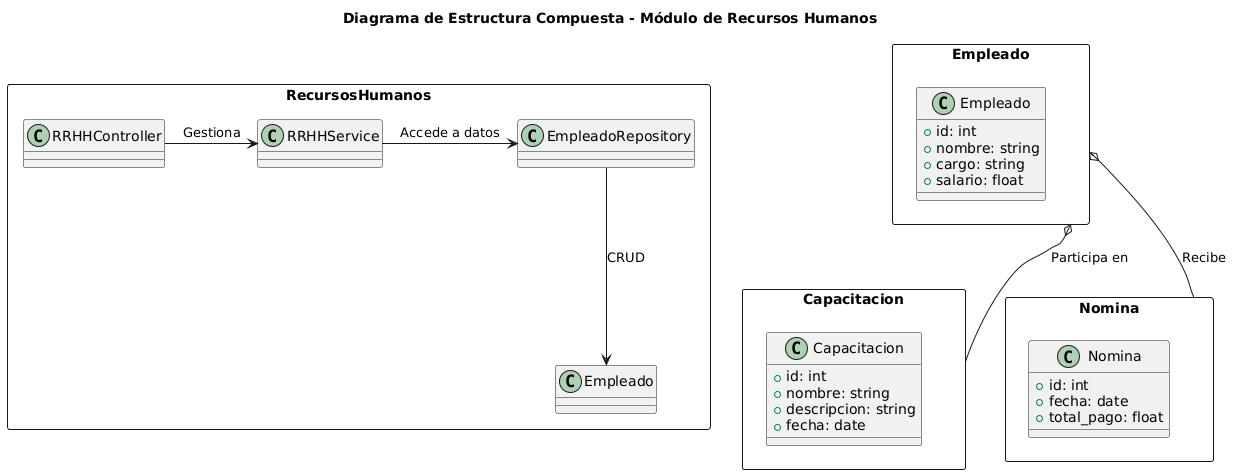 Diagrama de Estructura Compuesta - Módulo de Recursos Humanos
RecursosHumanos
C RRHHController
Gestiona
C RRHHService
Accede a datos
C EmpleadoRepository
CRUD
C Empleado
Empleado
C Empleado
id: int
nombre: string
cargo: string
salario: float
Participa en
Recibe
Capacitacion
C Capacitacion
id: int
nombre: string
descripcion: string
fecha: date
Nomina
C Nomina
id: int
fecha: date
total_pago: float